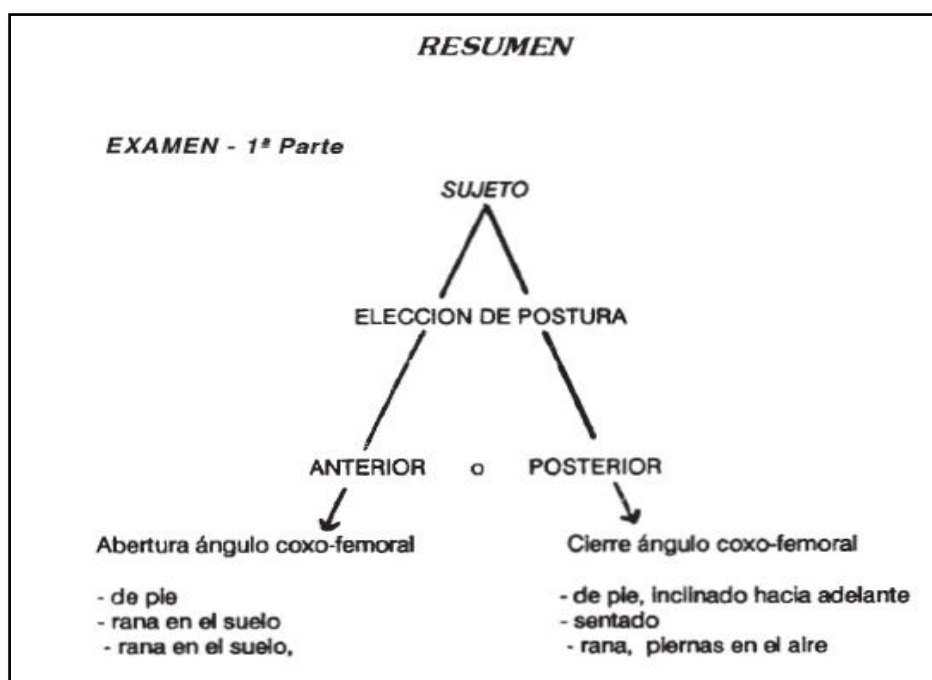 RESUMEN
EXAMEN - 1ª Parte
SUJETO
ELECCION DE POSTURA
ANTERIOR o POSTERIOR
Abertura ángulo coxo-femoral
- de pie
- rana en el suelo
- rana en el suelo,
Cierre ángulo coxo-femoral
- de pie, inclinado hacia adelante
- sentado
- rana, piernas en el aire